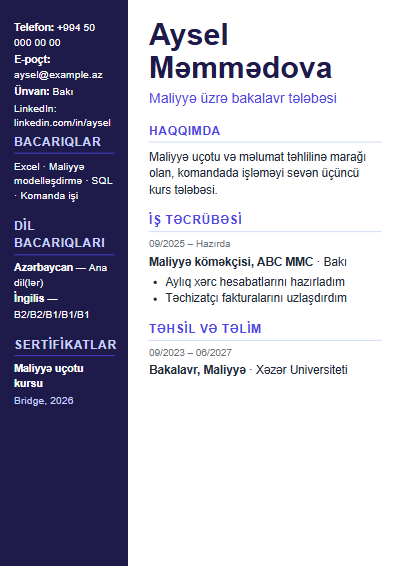 Telefon: +994 50
000 00 00
E-poçt:
aysel@example.az
Ünvan: Bakı
LinkedIn:
linkedin.com/in/aysel
BACARIQLAR
Excel · Maliyyə
modelləşdirmə · SQL
· Komanda işi
DİL
BACARIQLARI
Azərbaycan — Ana
dil(lər)
İngilis —
B2/B2/B1/B1/B1
SERTİFİKATLAR
Maliyyə uçotu
kursu
Bridge, 2026
Aysel
Məmmədova
Maliyyə üzrə bakalavr tələbəsi
HAQQIMDA
Maliyyə uçotu və məlumat təhlilinə marağı
olan, komandada işləməyi sevən üçüncü
kurs tələbəsi.
İŞ TƏCRÜBƏSİ
09/2025 – Hazırda
Maliyyə köməkçisi, ABC MMC · Bakı
• Aylıq xərc hesabatlarını hazırladım
• Təchizatçı fakturalarını uzlaşdırdım
TƏHSİL VƏ TƏLİM
09/2023 – 06/2027
Bakalavr, Maliyyə · Xəzər Universiteti